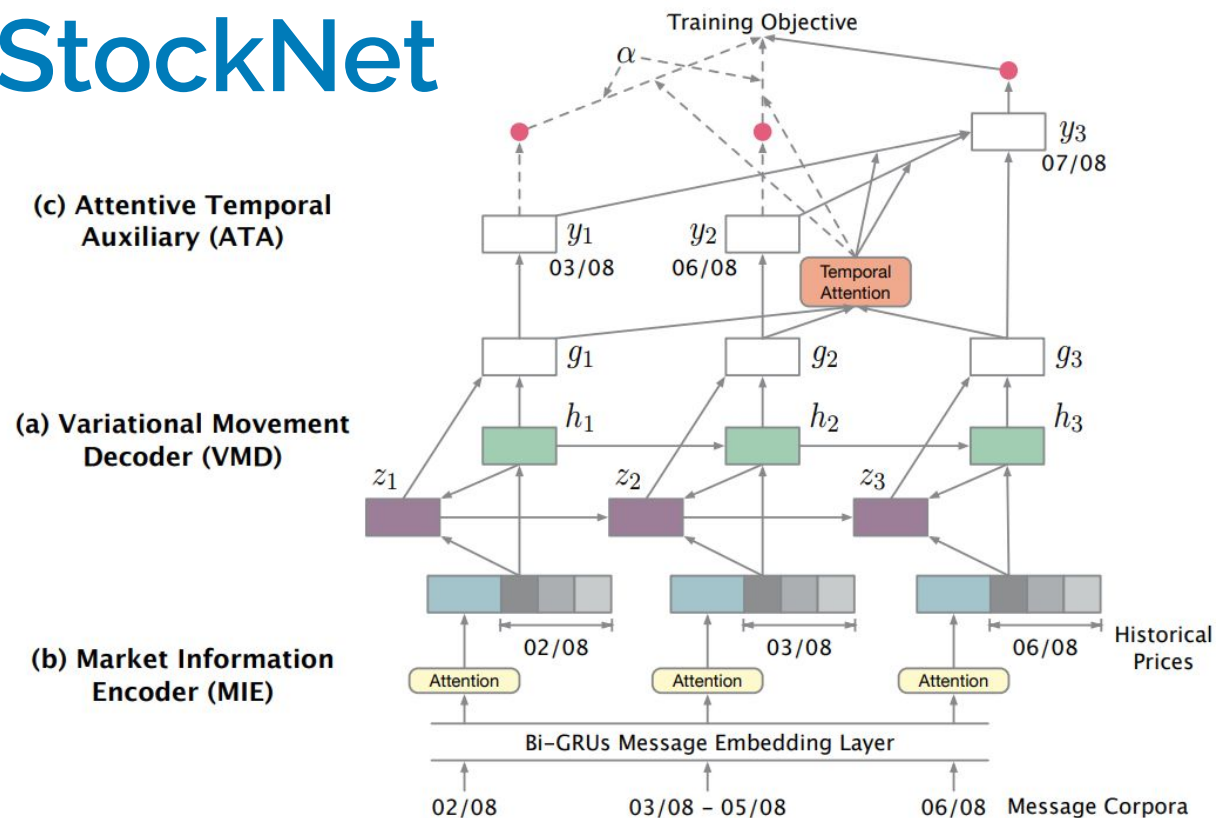 StockNet
Training Objective
α
y₃
07/08
(c) Attentive Temporal
Auxiliary (ATA)
y₁
03/08
y₂
06/08
Temporal
Attention
g₁
g₂
g₃
(a) Variational Movement
Decoder (VMD)
h₁
h₂
h₃
z₁
z₂
z₃
02/08
03/08
06/08
Historical
Prices
(b) Market Information
Encoder (MIE)
Attention
Attention
Attention
Bi-GRUs Message Embedding Layer
02/08
03/08 - 05/08
06/08
Message Corpora